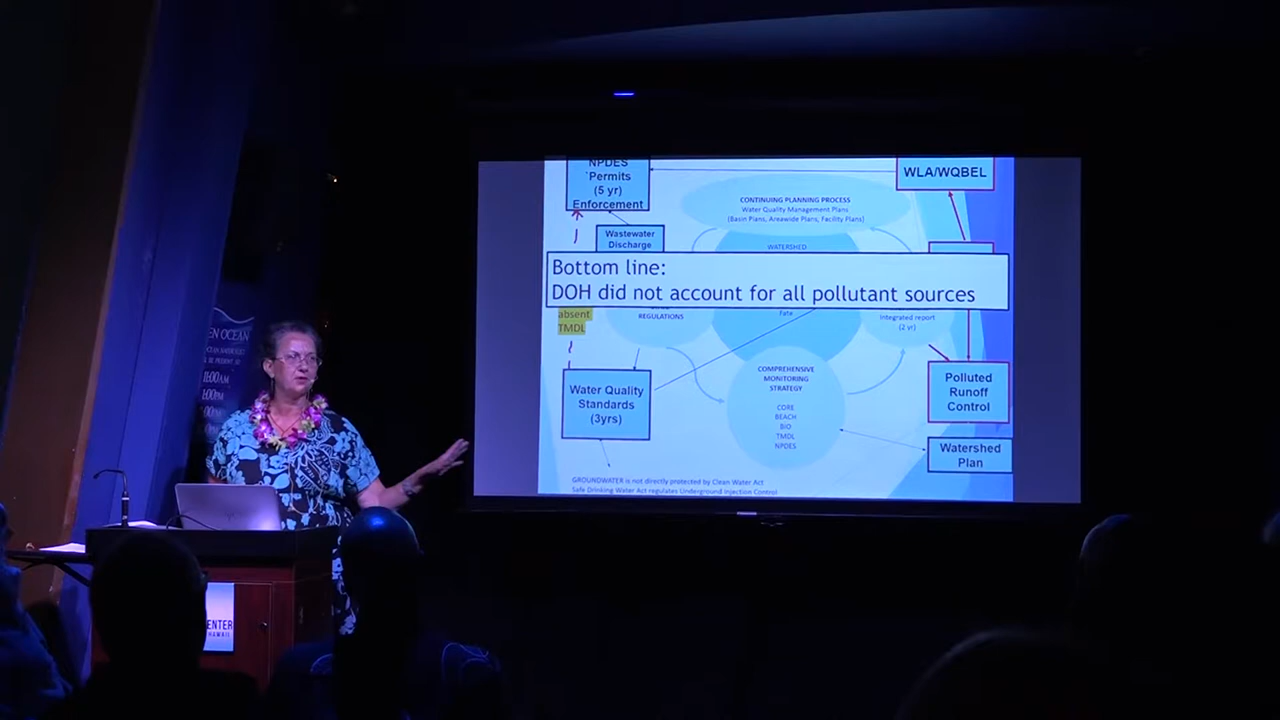 NPDES
`Permits
(5 yr)
Enforcement
WLA/WQBEL
CONTINUING PLANNING PROCESS
Water Quality Management Plans
(Basin Plans, Areawide Plans, Facility Plans)
Wastewater
Discharge
WATERSHED
Bottom line:
DOH did not account for all pollutant sources
absent
TMDL
REGULATIONS
Fate
Integrated report
(2 yr)
Water Quality
Standards
(3yrs)
COMPREHENSIVE
MONITORING
STRATEGY
CORE
BEACH
BIO
TMDL
NPDES
Polluted
Runoff
Control
Watershed
Plan
GROUNDWATER is not directly protected by Clean Water Act
Safe Drinking Water Act regulates Underground Injection Control
EN OCEAN
11:00AM
ENTER
HAWAII